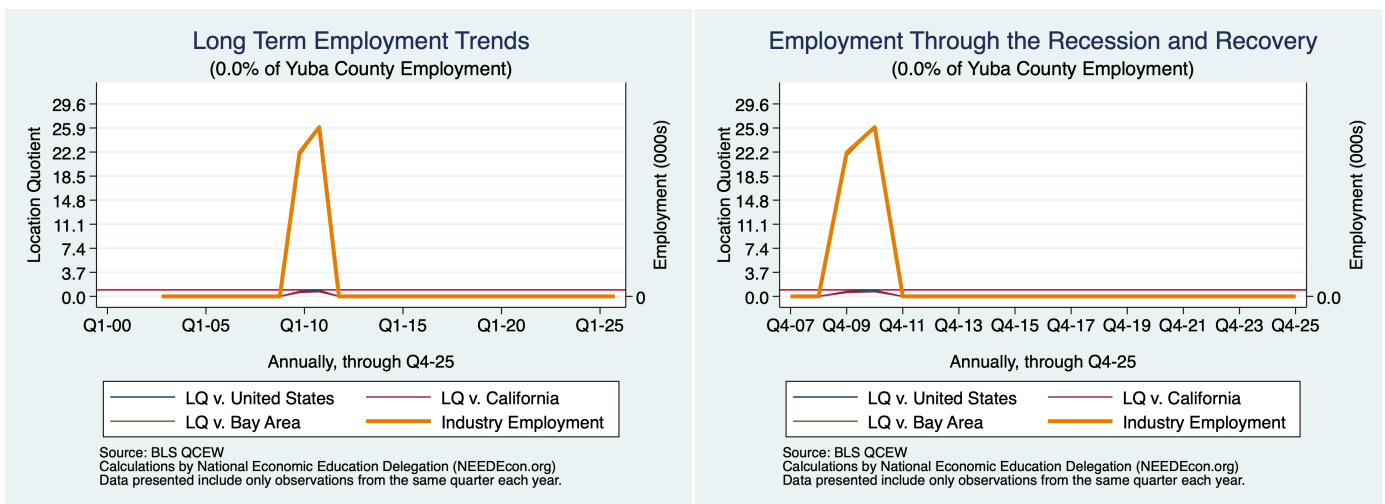 Long Term Employment Trends
(0.0% of Yuba County Employment)
Location Quotient
29.6
25.9
22.2
18.5
14.8
11.1
7.4
3.7
0.0
Employment (000s)
0
Q1-00 Q1-05 Q1-10 Q1-15 Q1-20 Q1-25
Annually, through Q4-25
LQ v. United States LQ v. California
LQ v. Bay Area Industry Employment
Source: BLS QCEW
Calculations by National Economic Education Delegation (NEEDEcon.org)
Data presented include only observations from the same quarter each year.
Employment Through the Recession and Recovery
(0.0% of Yuba County Employment)
Location Quotient
29.6
25.9
22.2
18.5
14.8
11.1
7.4
3.7
0.0
Employment (000s)
0.0
Q4-07 Q4-09 Q4-11 Q4-13 Q4-15 Q4-17 Q4-19 Q4-21 Q4-23 Q4-25
Annually, through Q4-25
LQ v. United States LQ v. California
LQ v. Bay Area Industry Employment
Source: BLS QCEW
Calculations by National Economic Education Delegation (NEEDEcon.org)
Data presented include only observations from the same quarter each year.